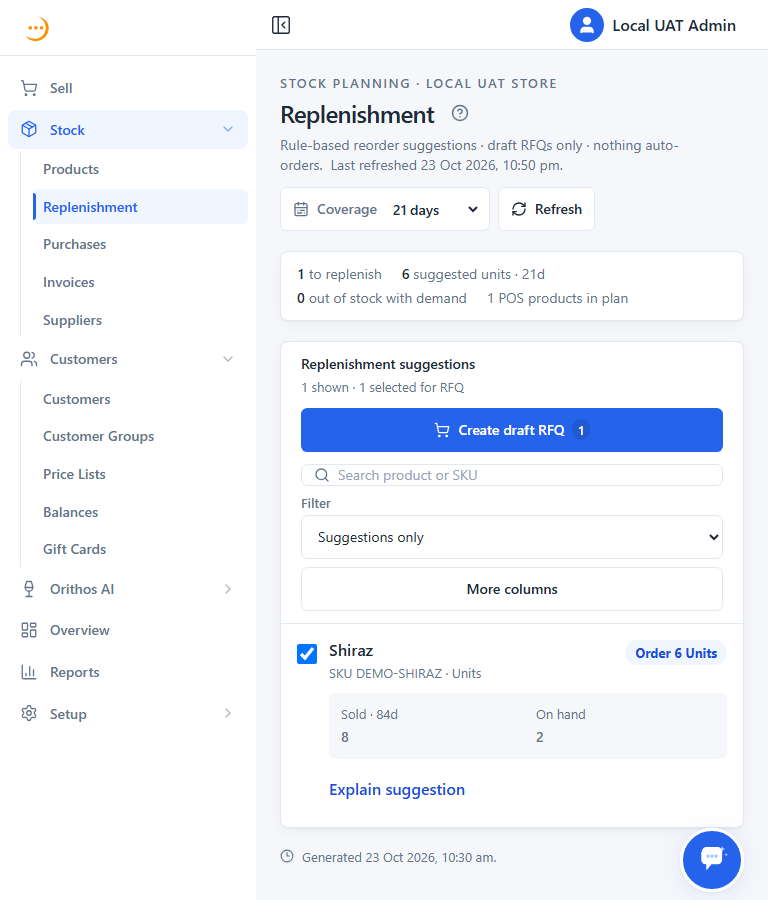 Local UAT Admin
Sell
Stock
Products
Replenishment
Purchases
Invoices
Suppliers
Customers
Customers
Customer Groups
Price Lists
Balances
Gift Cards
Orithos AI
Overview
Reports
Setup
STOCK PLANNING · LOCAL UAT STORE
Replenishment
Rule-based reorder suggestions · draft RFQs only · nothing auto-
orders. Last refreshed 23 Oct 2026, 10:50 pm.
Coverage 21 days Refresh
1 to replenish 6 suggested units · 21d
0 out of stock with demand 1 POS products in plan
Replenishment suggestions
1 shown · 1 selected for RFQ
Create draft RFQ 1
Search product or SKU
Filter
Suggestions only
More columns
Shiraz Order 6 Units
SKU DEMO-SHIRAZ · Units
Sold · 84d On hand
8 2
Explain suggestion
Generated 23 Oct 2026, 10:30 am.